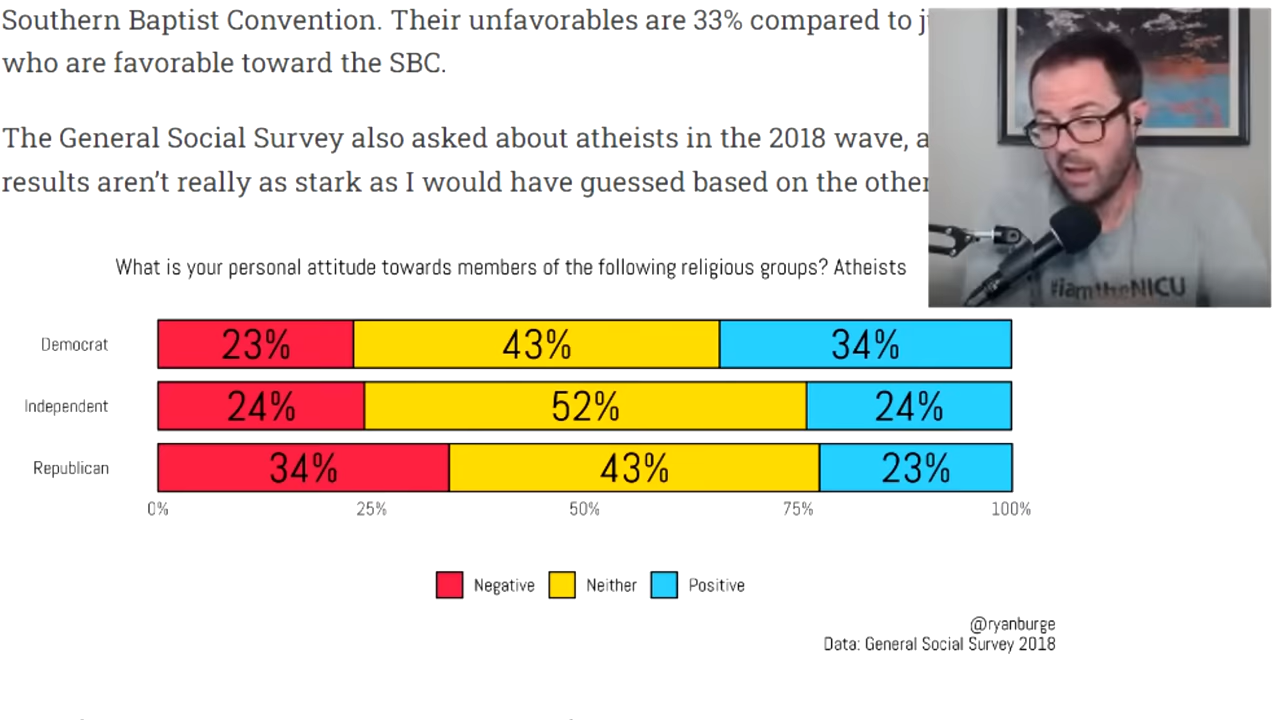 Southern Baptist Convention. Their unfavorables are 33% compared to
who are favorable toward the SBC.
The General Social Survey also asked about atheists in the 2018 wave,
results aren't really as stark as I would have guessed based on the other
#iamtheNICU
What is your personal attitude towards members of the following religious groups? Atheists
Democrat 23% 43% 34%
Independent 24% 52% 24%
Republican 34% 43% 23%
0% 25% 50% 75% 100%
Negative Neither Positive
@ryanburge
Data: General Social Survey 2018